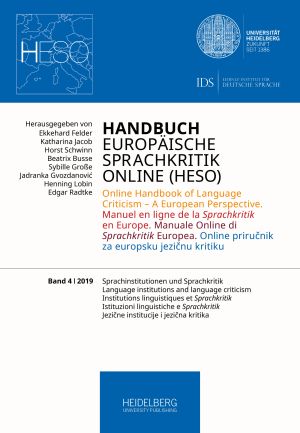 HESO
UNIVERSITÄT
HEIDELBERG
ZUKUNFT
SEIT 1386
IDS
LEIBNIZ-INSTITUT FÜR
DEUTSCHE SPRACHE
Herausgegeben von
Ekkehard Felder
Katharina Jacob
Horst Schwinn
Beatrix Busse
Sybille Große
Jadranka Gvozdanović
Henning Lobin
Edgar Radtke
HANDBUCH
EUROPÄISCHE
SPRACHKRITIK
ONLINE (HESO)
Online Handbook of Language
Criticism – A European Perspective.
Manuel en ligne de la Sprachkritik
en Europe. Manuale Online di
Sprachkritik Europea. Online priručnik
za europsku jezičnu kritiku
Band 4 | 2019
Sprachinstitutionen und Sprachkritik
Language institutions and language criticism
Institutions linguistiques et Sprachkritik
Istituzioni linguistiche e Sprachkritik
Jezične institucije i jezična kritika
HEIDELBERG
UNIVERSITY PUBLISHING